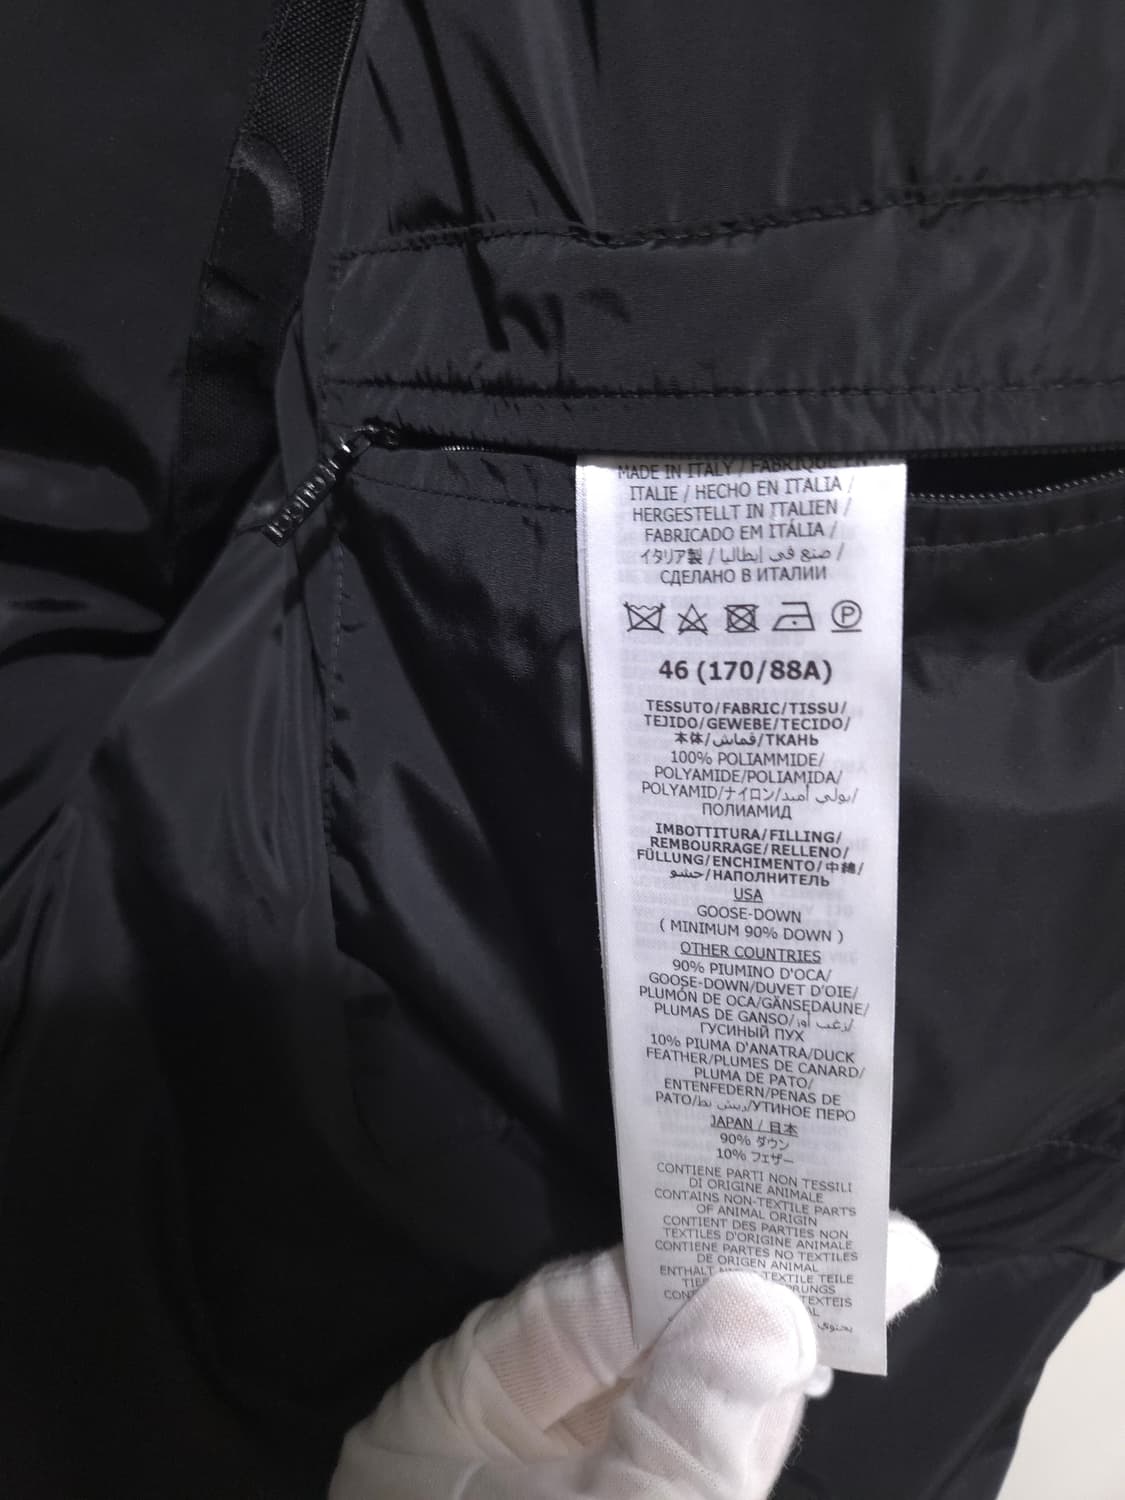 GUCCI
MADE IN ITALY / FABRIQUÉ EN
ITALIE / HECHO EN ITALIA /
HERGESTELLT IN ITALIEN /
FABRICADO EM ITÁLIA /
イタリア製 / صنع في إيطاليا /
СДЕЛАНО В ИТАЛИИ
P
46 (170/88A)
TESSUTO/FABRIC/TISSU/
TEJIDO/GEWEBE/TECIDO/
本体/قماش/ТКАНЬ
100% POLIAMMIDE/
POLYAMIDE/POLIAMIDA/
POLYAMID/ナイロン/بولي أميد/
ПОЛИАМИД
IMBOTTITURA/FILLING/
REMBOURRAGE/RELLENO/
FÜLLUNG/ENCHIMENTO/中綿/
حشو/НАПОЛНИТЕЛЬ
USA
GOOSE-DOWN
( MINIMUM 90% DOWN )
OTHER COUNTRIES
90% PIUMINO D'OCA/
GOOSE-DOWN/DUVET D'OIE/
PLUMÓN DE OCA/GÄNSEDAUNE/
PLUMAS DE GANSO/زغب أوز/
ГУСИНЫЙ ПУХ
10% PIUMA D'ANATRA/DUCK
FEATHER/PLUMES DE CANARD/
PLUMA DE PATO/
ENTENFEDERN/PENAS DE
PATO/ريش بط/УТИНОЕ ПЕРО
JAPAN / 日本
90% ダウン
10% フェザー
CONTIENE PARTI NON TESSILI
DI ORIGINE ANIMALE
CONTAINS NON-TEXTILE PARTS
OF ANIMAL ORIGIN
CONTIENT DES PARTIES NON
TEXTILES D'ORIGINE ANIMALE
CONTIENE PARTES NO TEXTILES
DE ORIGEN ANIMAL
ENTHÄLT TEXTILE TEILE
يحتوي